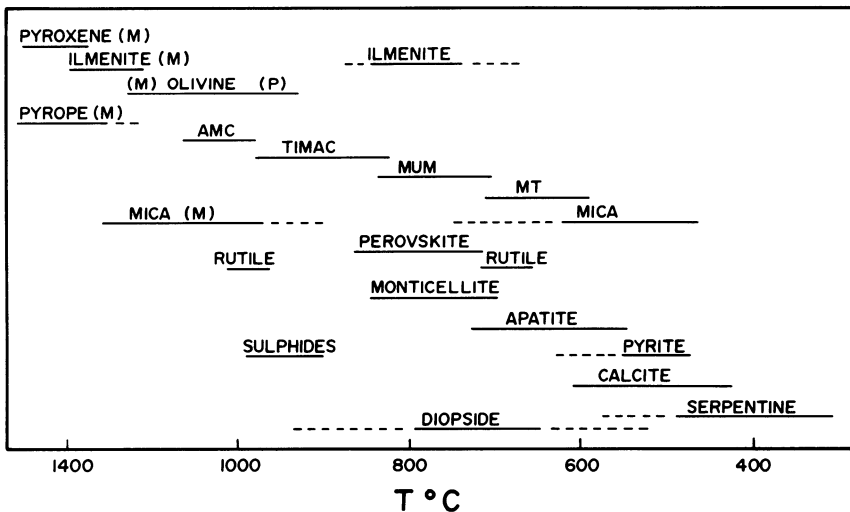 PYROXENE (M)
ILMENITE (M)
ILMENITE
(M) OLIVINE (P)
PYROPE (M)
AMC
TIMAC
MUM
MT
MICA (M)
MICA
PEROVSKITE
RUTILE
RUTILE
MONTICELLITE
APATITE
SULPHIDES
PYRITE
CALCITE
SERPENTINE
DIOPSIDE
1400 1000 800 600 400
T °C